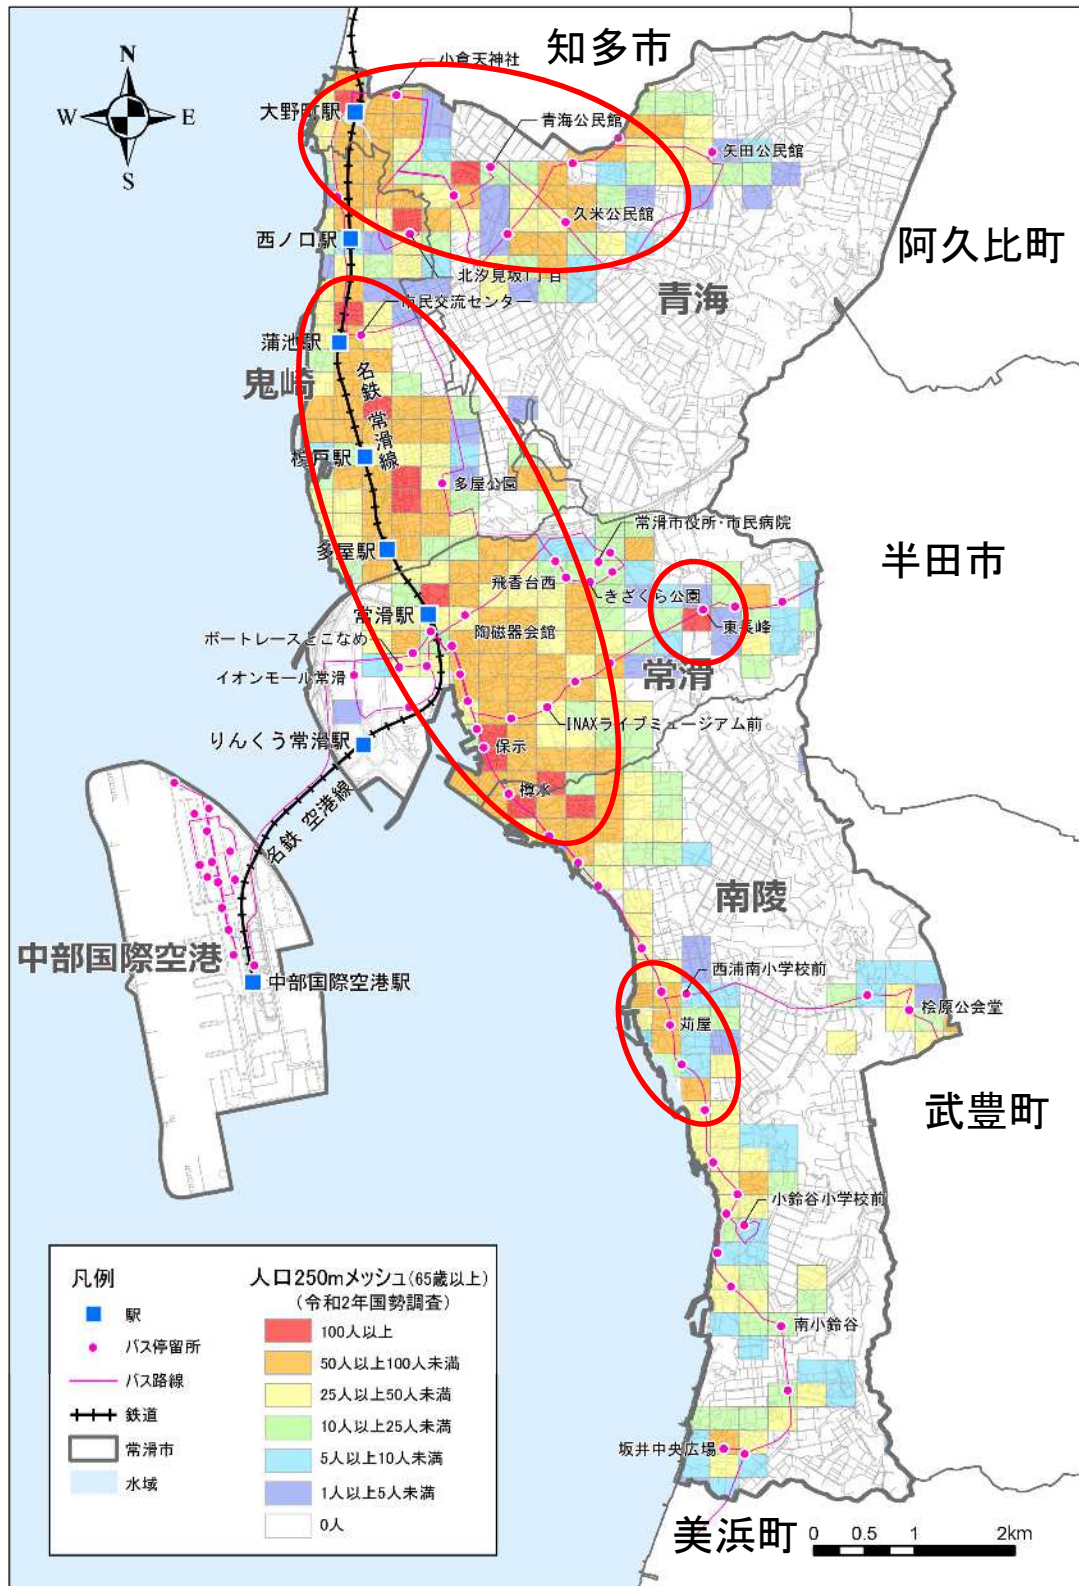 知多市
N
W
E
S
小倉天神社
大野町駅
青海公民館
矢田公民館
久米公民館
西ノ口駅
阿久比町
北汐見坂1丁目
青海
市民交流センター
蒲池駅
鬼崎
名鉄 常滑線
榎戸駅
多屋公園
常滑市役所・市民病院
多屋駅
半田市
飛香台西
きざくら公園
常滑駅
東長峰
陶磁器会館
ボートレースとこなめ
常滑
イオンモール常滑
INAXライブミュージアム前
りんくう常滑駅
保示
樽水
名鉄 空港線
南陵
中部国際空港
西浦南小学校前
中部国際空港駅
桧原公会堂
苅屋
武豊町
小鈴谷小学校前
凡例
駅
バス停留所
バス路線
鉄道
常滑市
水域
人口250mメッシュ(65歳以上)
(令和2年国勢調査)
100人以上
50人以上100人未満
25人以上50人未満
10人以上25人未満
5人以上10人未満
1人以上5人未満
0人
南小鈴谷
坂井中央広場
美浜町
0 0.5 1 2km